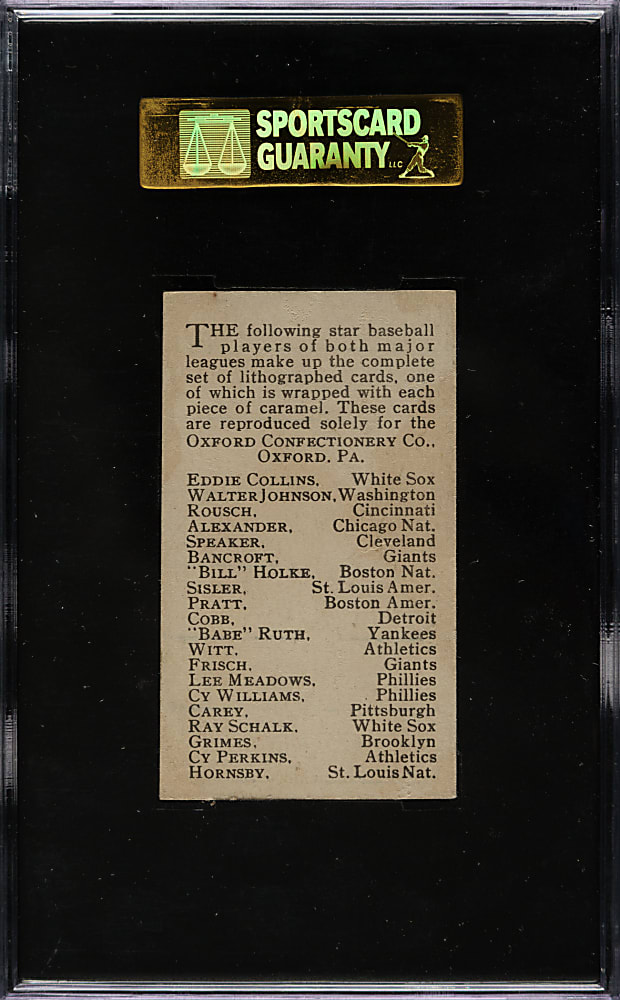 SPORTSCARD
GUARANTY LLC
THE following star baseball
players of both major
leagues make up the complete
set of lithographed cards, one
of which is wrapped with each
piece of caramel. These cards
are reproduced solely for the
OXFORD CONFECTIONERY CO.,
OXFORD, PA.
EDDIE COLLINS, White Sox
WALTER JOHNSON, Washington
ROUSCH, Cincinnati
ALEXANDER, Chicago Nat.
SPEAKER, Cleveland
BANCROFT, Giants
"BILL" HOLKE, Boston Nat.
SISLER, St. Louis Amer.
PRATT, Boston Amer.
COBB, Detroit
"BABE" RUTH, Yankees
WITT, Athletics
FRISCH, Giants
LEE MEADOWS, Phillies
CY WILLIAMS, Phillies
CAREY, Pittsburgh
RAY SCHALK, White Sox
GRIMES, Brooklyn
CY PERKINS, Athletics
HORNSBY, St. Louis Nat.